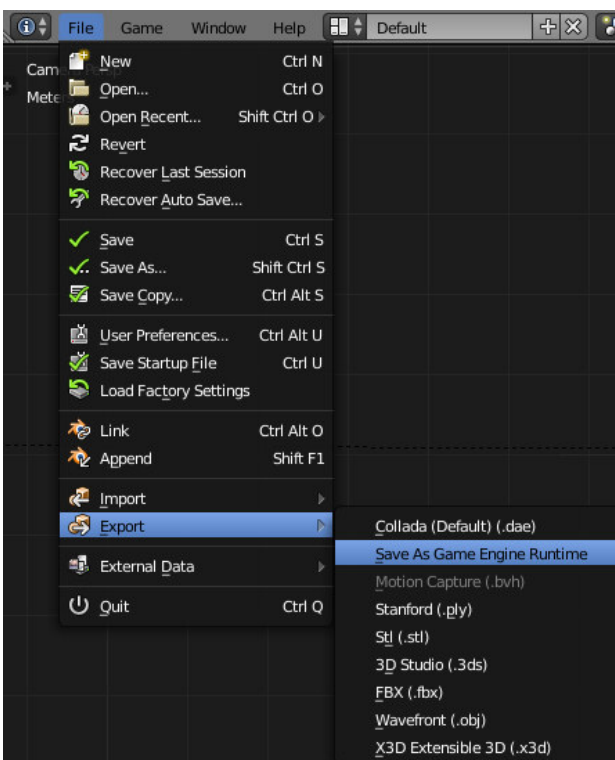 File Game Window Help Default
Camera Persp
Meters
New Ctrl N
Open... Ctrl O
Open Recent... Shift Ctrl O
Revert
Recover Last Session
Recover Auto Save...
Save Ctrl S
Save As... Shift Ctrl S
Save Copy... Ctrl Alt S
User Preferences... Ctrl Alt U
Save Startup File Ctrl U
Load Factory Settings
Link Ctrl Alt O
Append Shift F1
Import
Export
External Data
Quit Ctrl Q
Collada (Default) (.dae)
Save As Game Engine Runtime
Motion Capture (.bvh)
Stanford (.ply)
Stl (.stl)
3D Studio (.3ds)
FBX (.fbx)
Wavefront (.obj)
X3D Extensible 3D (.x3d)